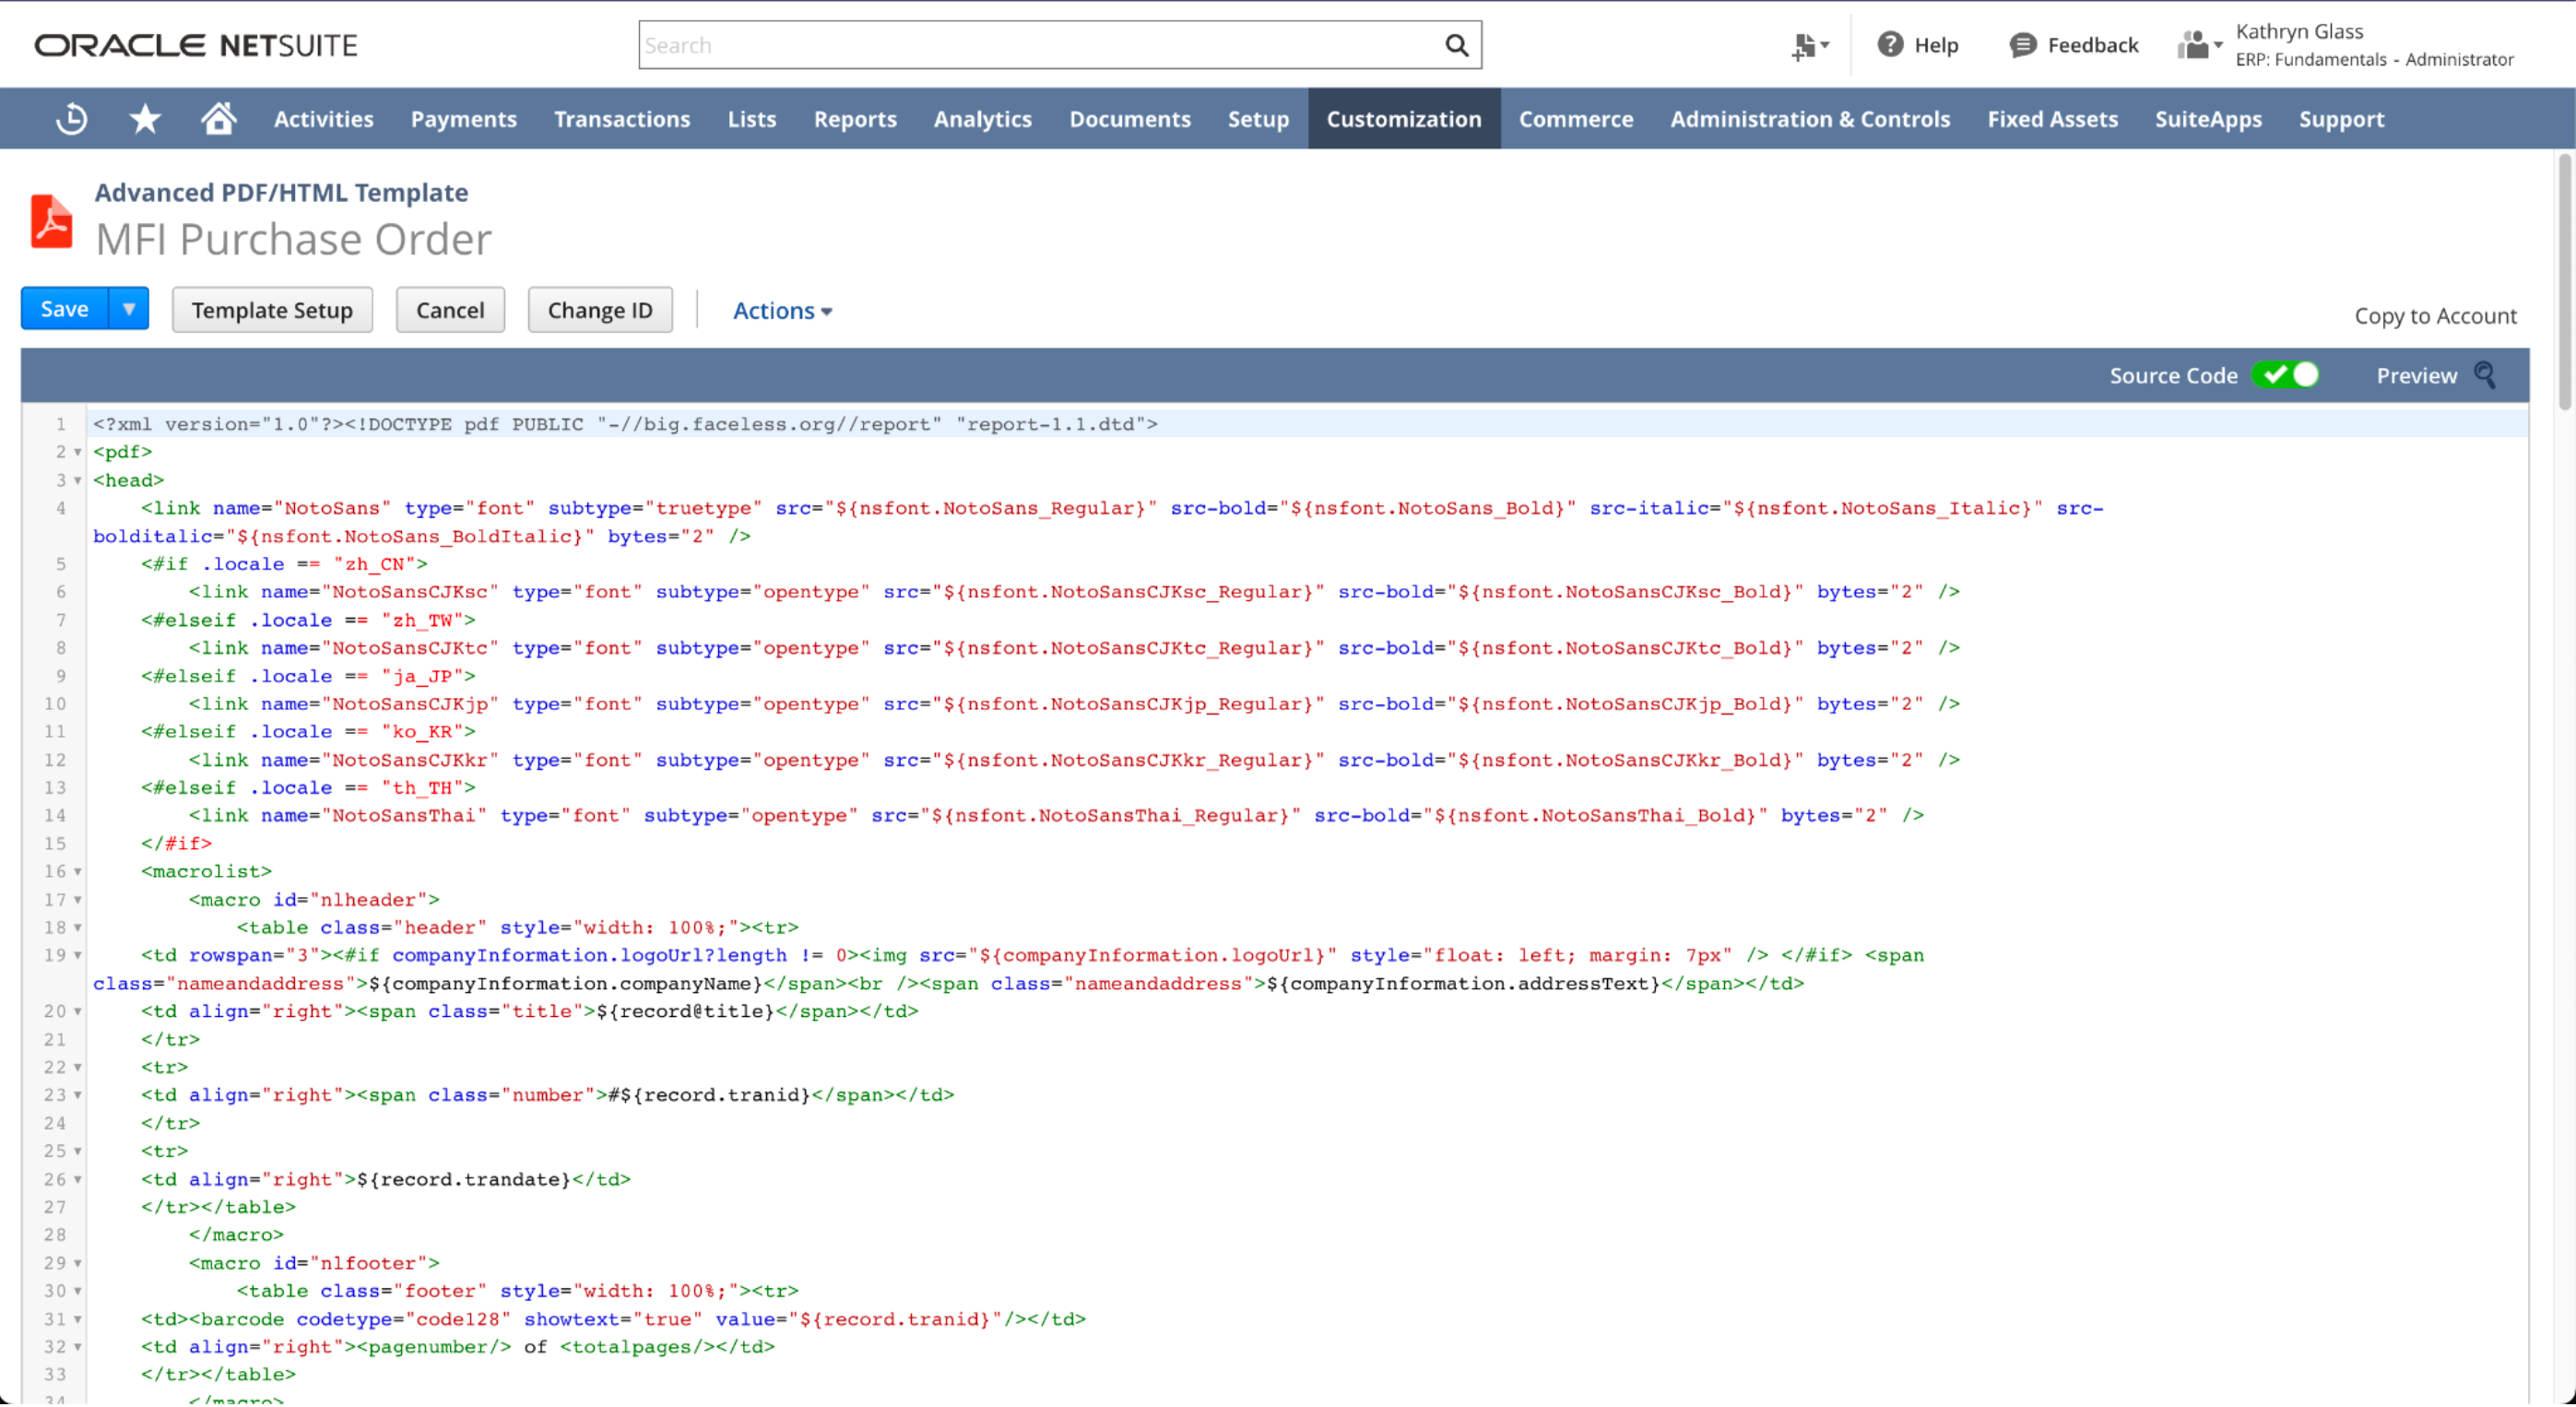 ORACLE NETSUITE
Search
Help
Feedback
Kathryn Glass
ERP: Fundamentals - Administrator
Activities Payments Transactions Lists Reports Analytics Documents Setup Customization Commerce Administration & Controls Fixed Assets SuiteApps Support
Advanced PDF/HTML Template
MFI Purchase Order
Save Template Setup Cancel Change ID Actions Copy to Account
Source Code Preview
1 <?xml version="1.0"?><!DOCTYPE pdf PUBLIC "-//big.faceless.org//report" "report-1.1.dtd">
2 <pdf>
3 <head>
4 <link name="NotoSans" type="font" subtype="truetype" src="${nsfont.NotoSans_Regular}" src-bold="${nsfont.NotoSans_Bold}" src-italic="${nsfont.NotoSans_Italic}" src-
bolditalic="${nsfont.NotoSans_BoldItalic}" bytes="2" />
5 <#if .locale == "zh_CN">
6 <link name="NotoSansCJKsc" type="font" subtype="opentype" src="${nsfont.NotoSansCJKsc_Regular}" src-bold="${nsfont.NotoSansCJKsc_Bold}" bytes="2" />
7 <#elseif .locale == "zh_TW">
8 <link name="NotoSansCJKtc" type="font" subtype="opentype" src="${nsfont.NotoSansCJKtc_Regular}" src-bold="${nsfont.NotoSansCJKtc_Bold}" bytes="2" />
9 <#elseif .locale == "ja_JP">
10 <link name="NotoSansCJKjp" type="font" subtype="opentype" src="${nsfont.NotoSansCJKjp_Regular}" src-bold="${nsfont.NotoSansCJKjp_Bold}" bytes="2" />
11 <#elseif .locale == "ko_KR">
12 <link name="NotoSansCJKkr" type="font" subtype="opentype" src="${nsfont.NotoSansCJKkr_Regular}" src-bold="${nsfont.NotoSansCJKkr_Bold}" bytes="2" />
13 <#elseif .locale == "th_TH">
14 <link name="NotoSansThai" type="font" subtype="opentype" src="${nsfont.NotoSansThai_Regular}" src-bold="${nsfont.NotoSansThai_Bold}" bytes="2" />
15 </#if>
16 <macrolist>
17 <macro id="nlheader">
18 <table class="header" style="width: 100%;"><tr>
19 <td rowspan="3"><#if companyInformation.logoUrl?length != 0><img src="${companyInformation.logoUrl}" style="float: left; margin: 7px" /> </#if> <span
class="nameandaddress">${companyInformation.companyName}</span><br /><span class="nameandaddress">${companyInformation.addressText}</span></td>
20 <td align="right"><span class="title">${record@title}</span></td>
21 </tr>
22 <tr>
23 <td align="right"><span class="number">#${record.tranid}</span></td>
24 </tr>
25 <tr>
26 <td align="right">${record.trandate}</td>
27 </tr></table>
28 </macro>
29 <macro id="nlfooter">
30 <table class="footer" style="width: 100%;"><tr>
31 <td><barcode codetype="code128" showtext="true" value="${record.tranid}"/></td>
32 <td align="right"><pagenumber/> of <totalpages/></td>
33 </tr></table>
34 </macro>